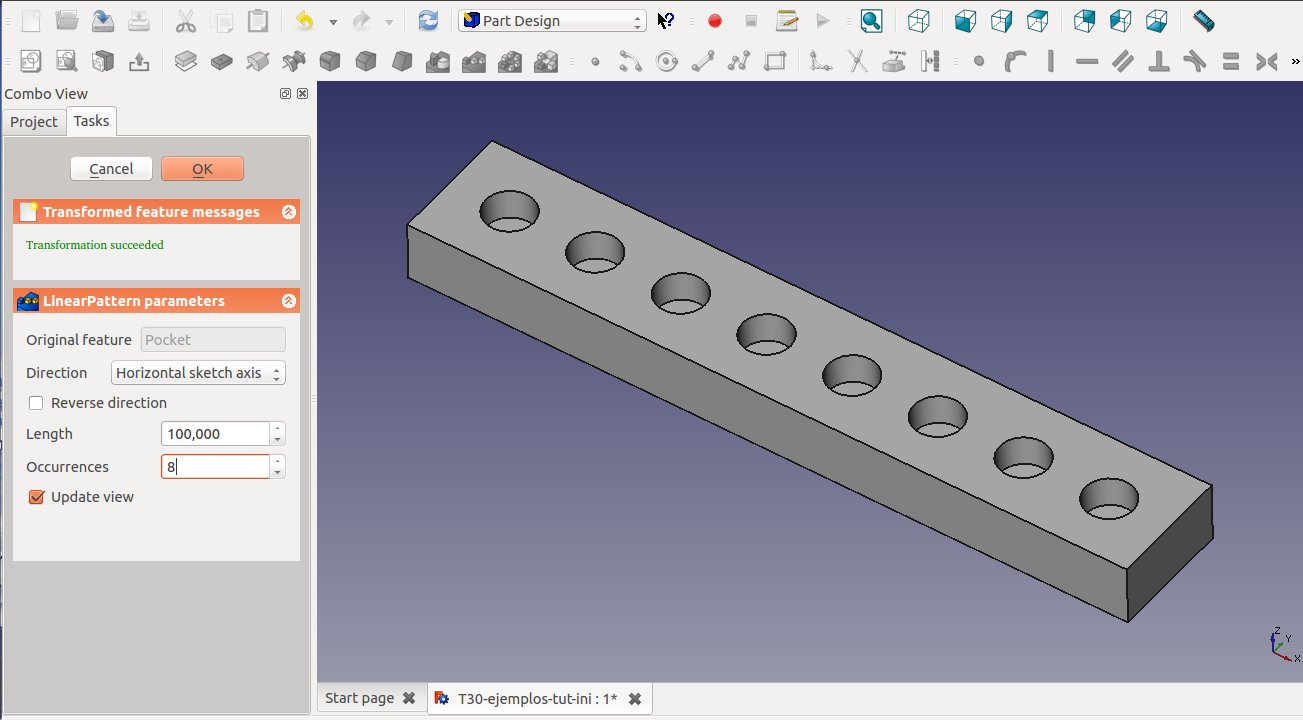 Part Design
Combo View
Project
Tasks
Cancel
OK
Transformed feature messages
Transformation succeeded
LinearPattern parameters
Original feature
Pocket
Direction
Horizontal sketch axis
Reverse direction
Length
100,000
Occurrences
8
Update view
Z
Y
X
Start page
T30-ejemplos-tut-ini : 1*